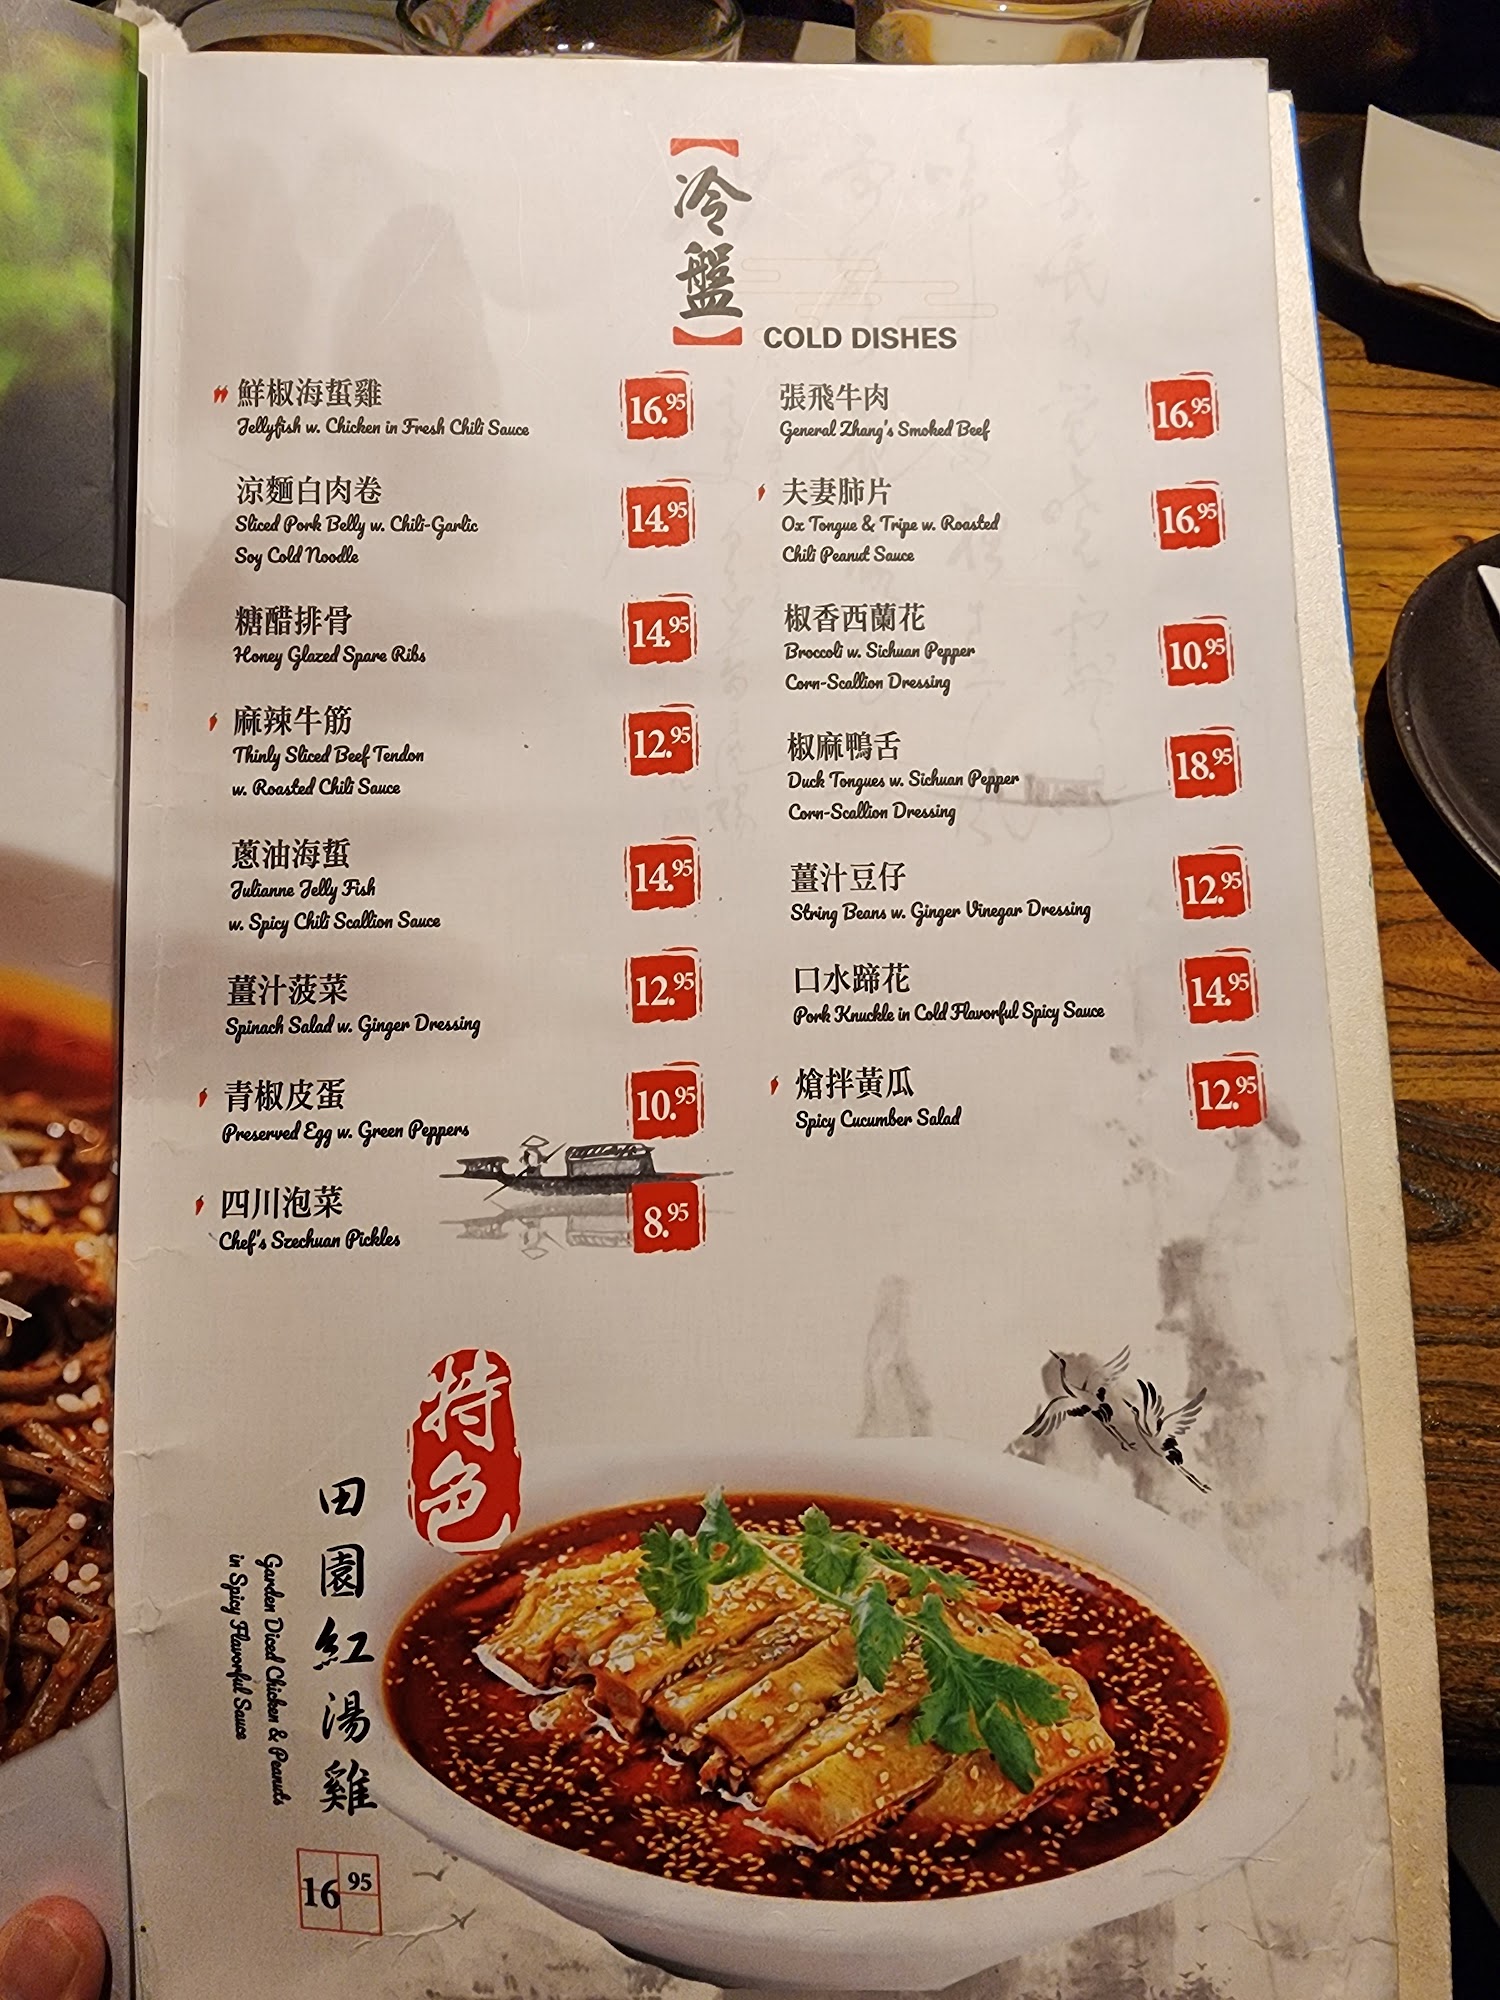 冷盤
COLD DISHES
鮮椒海蜇雞
Jellyfish w. Chicken in Fresh Chili Sauce
16.95
涼麵白肉卷
Sliced Pork Belly w. Chili-Garlic
Soy Cold Noodle
14.95
糖醋排骨
Honey Glazed Spare Ribs
14.95
麻辣牛筋
Thinly Sliced Beef Tendon
w. Roasted Chili Sauce
12.95
蔥油海蜇
Julianne Jelly Fish
w. Spicy Chili Scallion Sauce
14.95
薑汁菠菜
Spinach Salad w. Ginger Dressing
12.95
青椒皮蛋
Preserved Egg w. Green Peppers
10.95
四川泡菜
Chef's Szechuan Pickles
8.95
張飛牛肉
General Zhang's Smoked Beef
16.95
夫妻肺片
Ox Tongue & Tripe w. Roasted
Chili Peanut Sauce
16.95
椒香西蘭花
Broccoli w. Sichuan Pepper
Corn-Scallion Dressing
10.95
椒麻鴨舌
Duck Tongues w. Sichuan Pepper
Corn-Scallion Dressing
18.95
薑汁豆仔
String Beans w. Ginger Vinegar Dressing
12.95
口水蹄花
Pork Knuckle in Cold Flavorful Spicy Sauce
14.95
熗拌黃瓜
Spicy Cucumber Salad
12.95
特色
田園紅湯雞
Garden Diced Chicken & Peanuts
in Spicy Flavorful Sauce
16.95